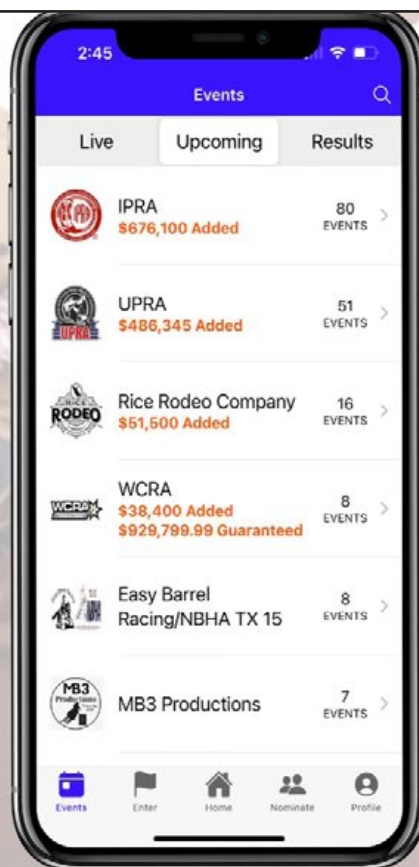 2:45
Events
Live
Upcoming
Results
IPRA
$676,100 Added
80
EVENTS
UPRA
UPRA
$486,345 Added
51
EVENTS
RICE
RODEO
Rice Rodeo Company
$51,500 Added
16
EVENTS
WCRA
WCRA
$38,400 Added
$929,799.99 Guaranteed
8
EVENTS
Easy Barrel
Racing/NBHA TX 15
8
EVENTS
MB3
Productions
MB3 Productions
7
EVENTS
Events
Enter
Home
Nominate
Profile